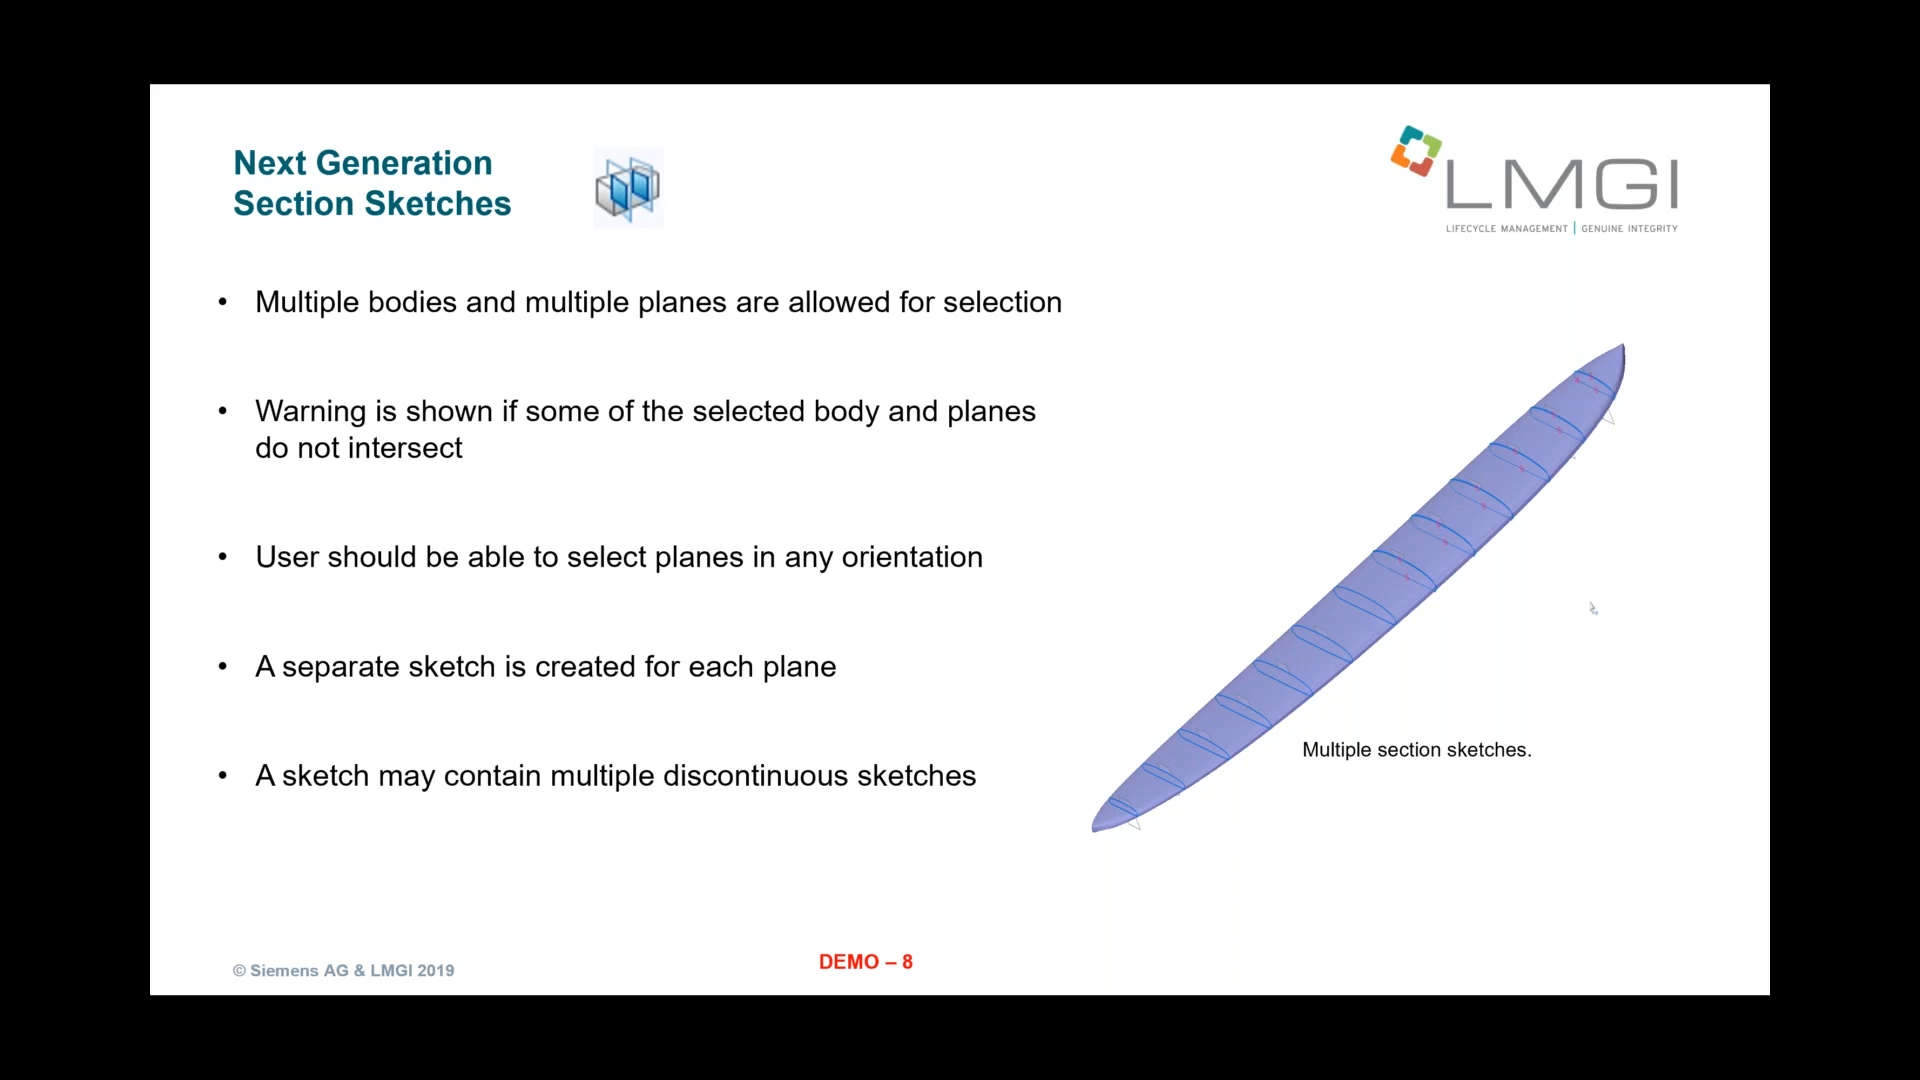 Next Generation
Section Sketches
LMGI
LIFECYCLE MANAGEMENT | GENUINE INTEGRITY
• Multiple bodies and multiple planes are allowed for selection
• Warning is shown if some of the selected body and planes
do not intersect
• User should be able to select planes in any orientation
• A separate sketch is created for each plane
• A sketch may contain multiple discontinuous sketches
Multiple section sketches.
© Siemens AG & LMGI 2019
DEMO – 8